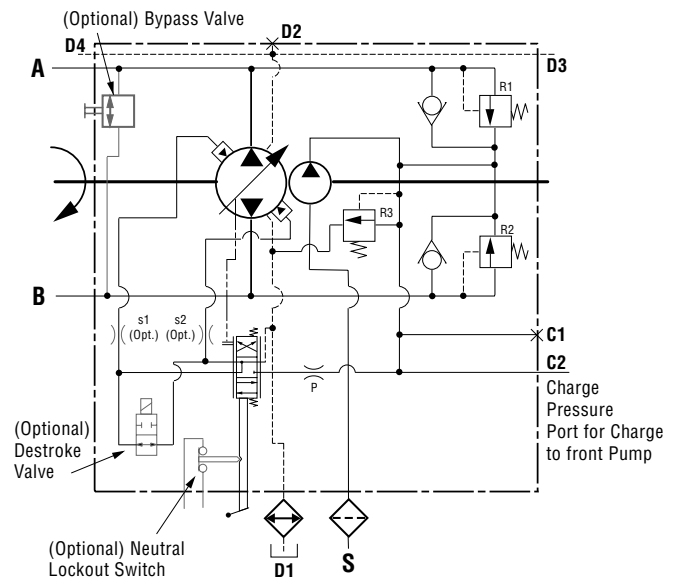 (Optional) Bypass Valve
D4
D2
A
D3
R1
R3
R2
B
s1
(Opt.)
s2
(Opt.)
C1
P
C2
Charge
Pressure
Port for Charge
to front Pump
(Optional)
Destroke
Valve
(Optional) Neutral
Lockout Switch
D1
S